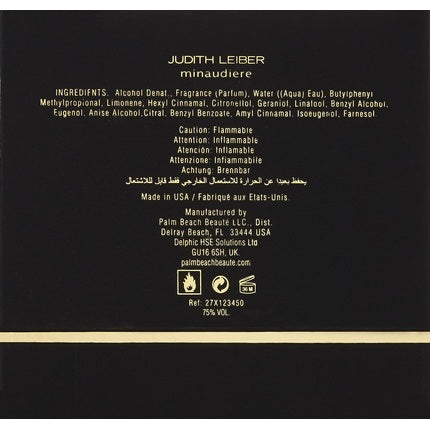 JUDITH LEIBER
minaudiere
INGREDIFNTS. Alcohol Denat., Fragrance (Parfum), Water ((Aqua) Eau), Butylphenyl
Methylpropional, Limonene, Hexyl Cinnamal, Citronellol, Geraniol, Linalool, Benzyl Alcohol,
Eugenol, Anise Alcohol,Citral, Benzyl Benzoate, Amyl Cinnamal, Isoeugenol, Farnesol.
Caution: Flammable
Attention: Inflammable
Atención: Inflamable
Attenzione: Infiammabile
Achtung: Brennbar
يحفظ بعيدا عن الحرارة للاستعمال الخارجي فقط قابل للاشتعال
Made in USA / Fabriqué aux Etats-Unis.
Manufactured by
Palm Beach Beauté LLC., Dist.
Delray Beach, FL 33444 USA
Delphic HSE Solutions Ltd
GU16 6SH, UK.
palmbeachbeaute.com
36 M
Ref: 27X123450
75% VOL.